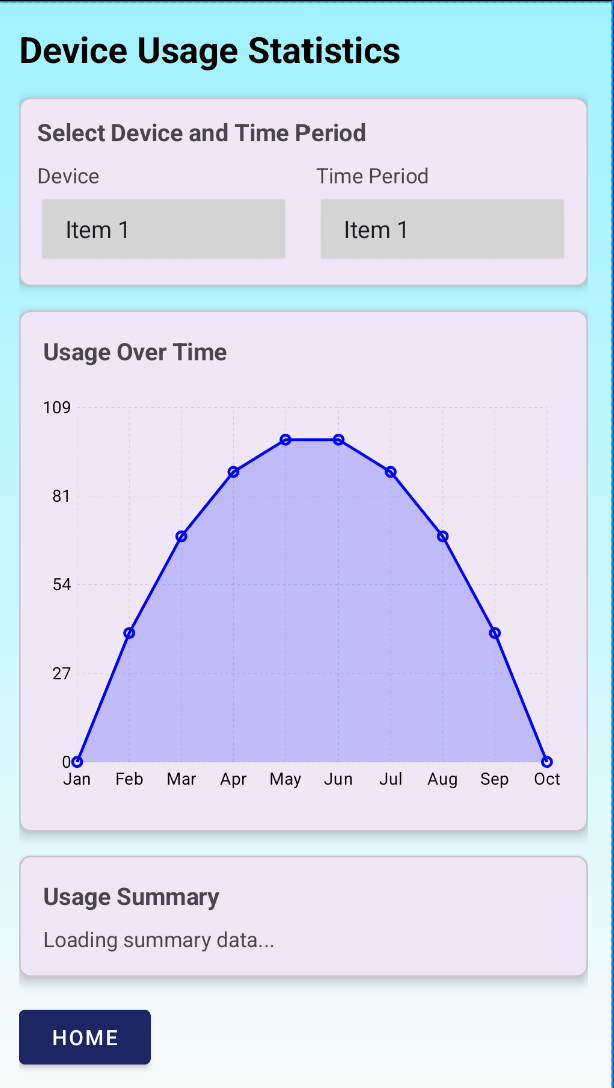 Device Usage Statistics
Select Device and Time Period
Device Time Period
Item 1 Item 1
Usage Over Time
109
81
54
27
0
Jan Feb Mar Apr May Jun Jul Aug Sep Oct
Usage Summary
Loading summary data...
HOME